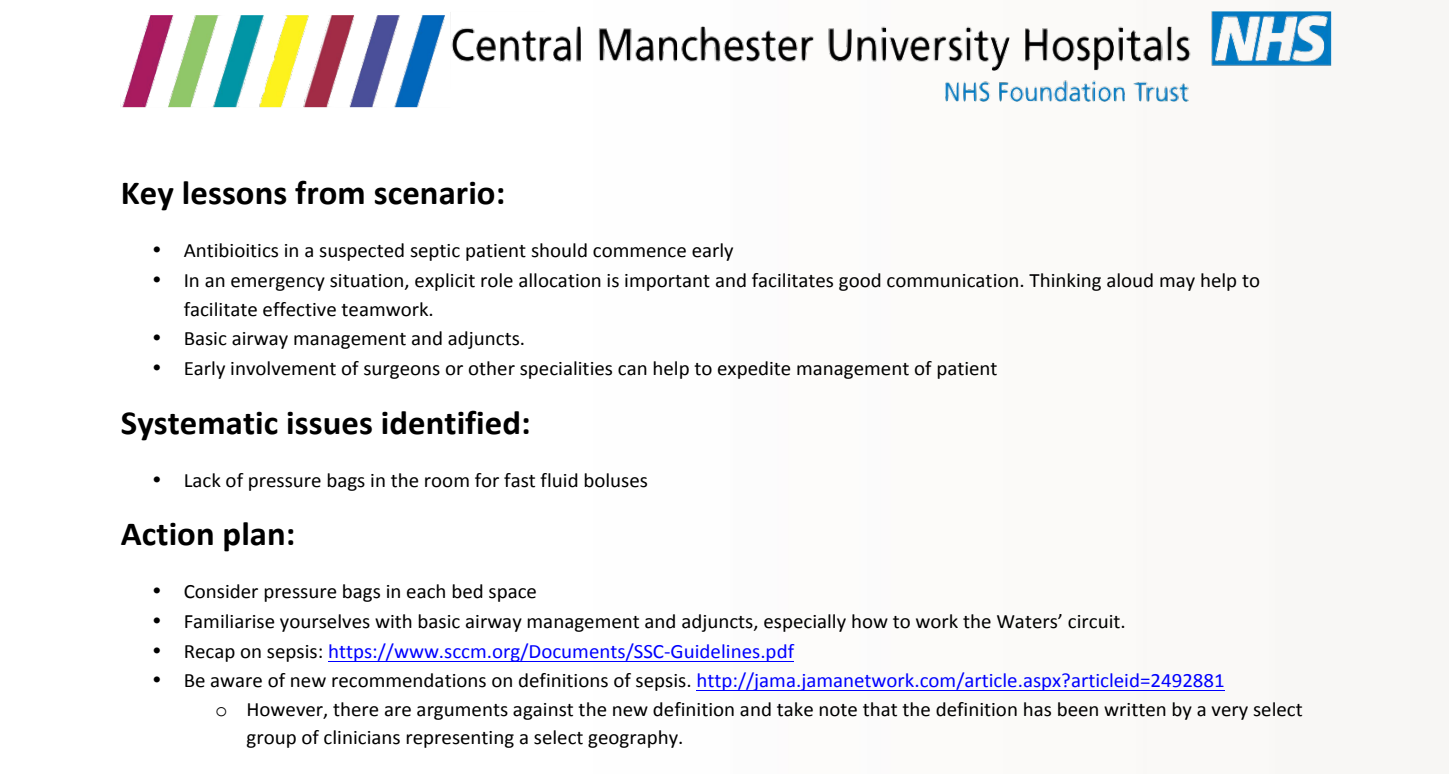 Central Manchester University Hospitals NHS
NHS Foundation Trust
Key lessons from scenario:
• Antibioitics in a suspected septic patient should commence early
• In an emergency situation, explicit role allocation is important and facilitates good communication. Thinking aloud may help to
facilitate effective teamwork.
• Basic airway management and adjuncts.
• Early involvement of surgeons or other specialities can help to expedite management of patient
Systematic issues identified:
• Lack of pressure bags in the room for fast fluid boluses
Action plan:
• Consider pressure bags in each bed space
• Familiarise yourselves with basic airway management and adjuncts, especially how to work the Waters’ circuit.
• Recap on sepsis: https://www.sccm.org/Documents/SSC-Guidelines.pdf
• Be aware of new recommendations on definitions of sepsis. http://jama.jamanetwork.com/article.aspx?articleid=2492881
o However, there are arguments against the new definition and take note that the definition has been written by a very select
group of clinicians representing a select geography.